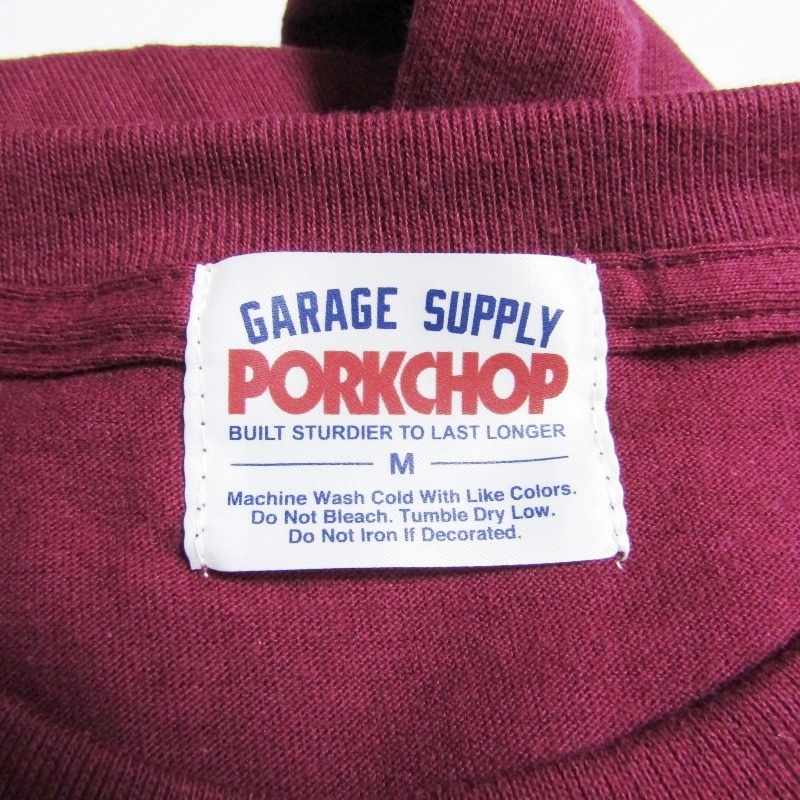 GARAGE SUPPLY
PORKCHOP
BUILT STURDIER TO LAST LONGER
M
Machine Wash Cold With Like Colors.
Do Not Bleach. Tumble Dry Low.
Do Not Iron If Decorated.